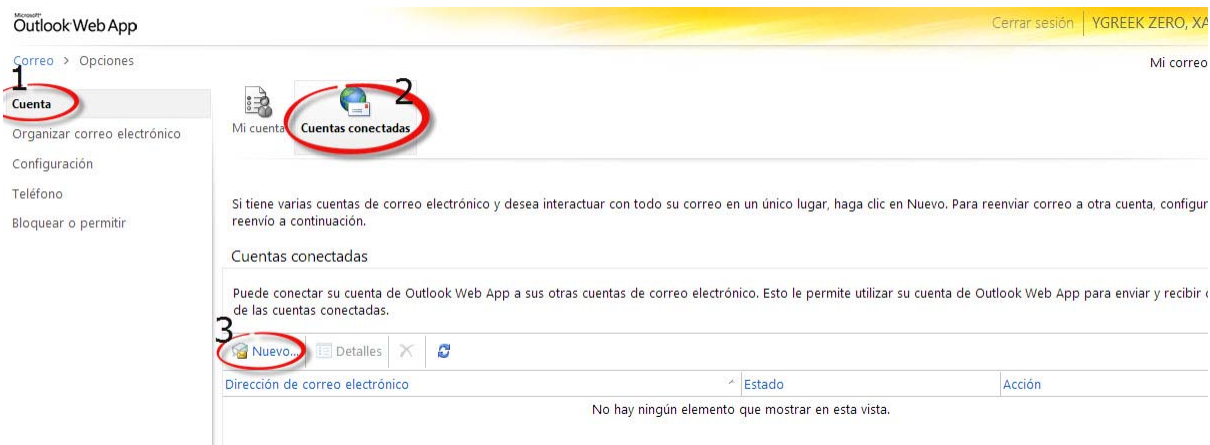 Microsoft
Outlook Web App
Cerrar sesión | YGREEK ZERO, XA
Correo > Opciones
Mi correo
1
Cuenta
Organizar correo electrónico
Configuración
Teléfono
Bloquear o permitir
2
Mi cuenta
Cuentas conectadas
Si tiene varias cuentas de correo electrónico y desea interactuar con todo su correo en un único lugar, haga clic en Nuevo. Para reenviar correo a otra cuenta, configur
reenvío a continuación.
Cuentas conectadas
Puede conectar su cuenta de Outlook Web App a sus otras cuentas de correo electrónico. Esto le permite utilizar su cuenta de Outlook Web App para enviar y recibir
de las cuentas conectadas.
3
Nuevo... Detalles
Dirección de correo electrónico Estado Acción
No hay ningún elemento que mostrar en esta vista.